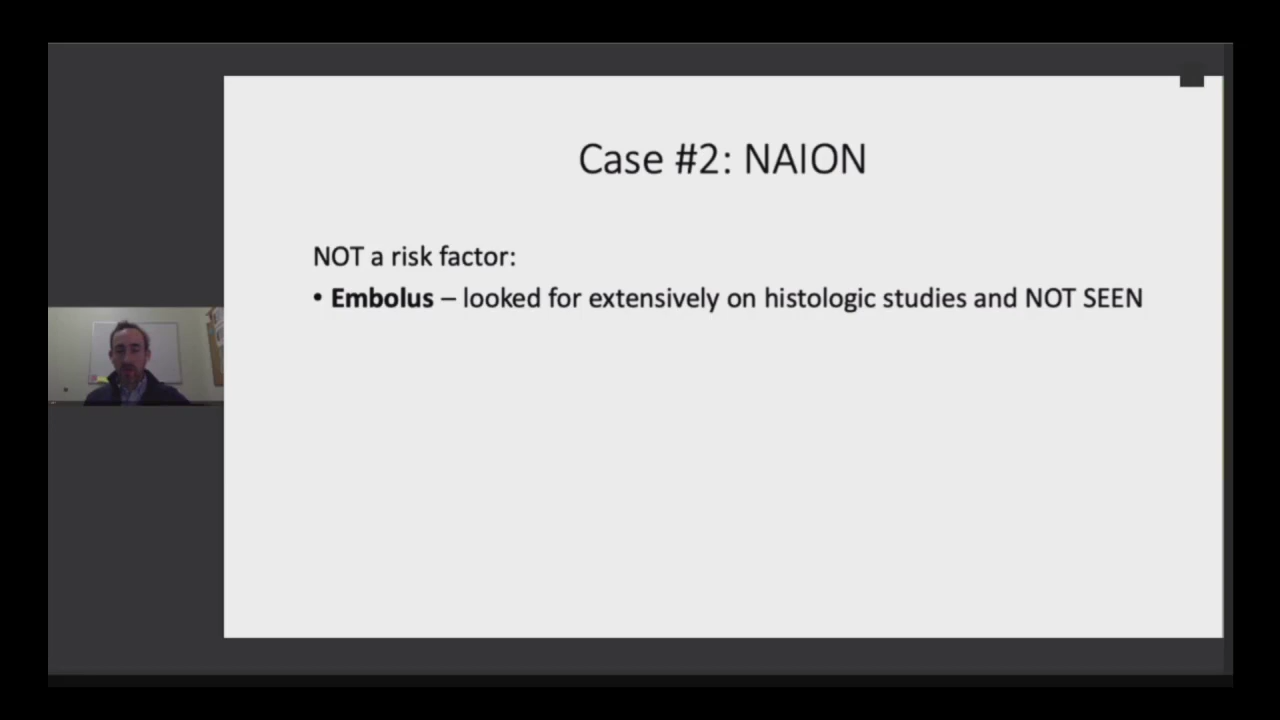 Case #2: NAION
NOT a risk factor:
• Embolus – looked for extensively on histologic studies and NOT SEEN